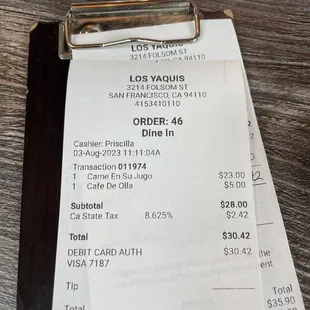 LOS YAQUIS
3214 FOLSOM ST
CA 94110
LOS YAQUIS
3214 FOLSOM ST
SAN FRANCISCO, CA 94110
4153410110
ORDER: 46
Dine In
Cashier: Priscilla
03-Aug-2023 11:11:04A
Transaction 011974
1 Carne En Su Jugo $23.00
1 Cafe De Olla $5.00
Subtotal $28.00
Ca State Tax 8.625% $2.42
Total $30.42
DEBIT CARD AUTH $30.42
VISA 7187
Tip
Total
Total
$35.90